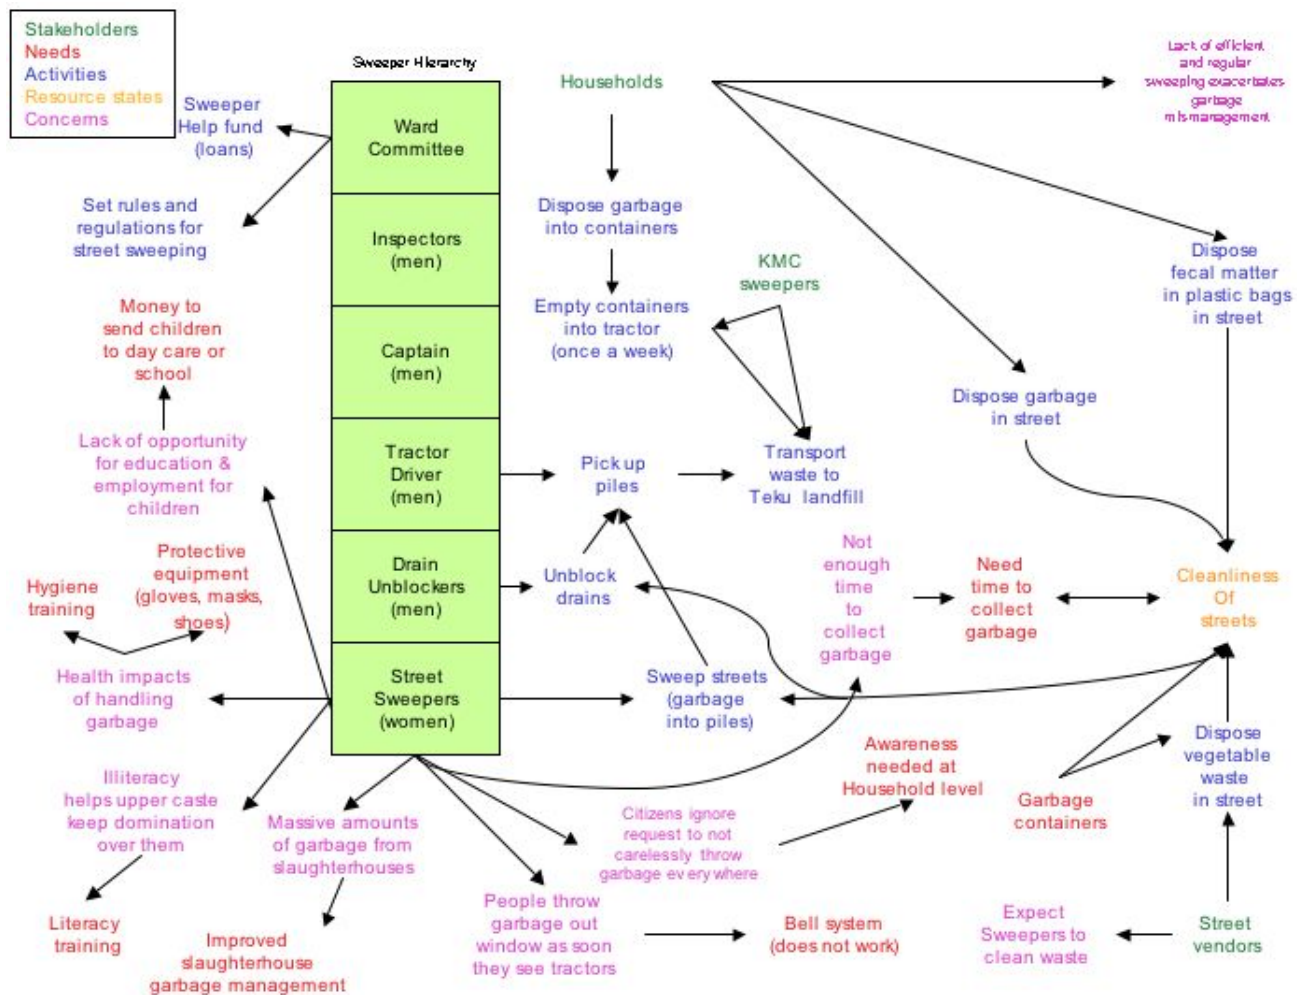 Stakeholders
Needs
Activities
Resource states
Concerns
Sweeper Hierarchy
Ward
Committee
Inspectors
(men)
Captain
(men)
Tractor
Driver
(men)
Drain
Unblockers
(men)
Street
Sweepers
(women)
Sweeper
Help fund
(loans)
Set rules and
regulations for
street sweeping
Money to
send children
to day care or
school
Lack of opportunity
for education &
employment for
children
Protective
equipment
(gloves, masks,
shoes)
Hygiene
training
Health impacts
of handling
garbage
Illiteracy
helps upper caste
keep domination
over them
Literacy
training
Massive amounts
of garbage from
slaughterhouses
Improved
slaughterhouse
garbage management
Households
Dispose garbage
into containers
Empty containers
into tractor
(once a week)
KMC
sweepers
Pick up
piles
Transport
waste to
Teku landfill
Unblock
drains
Sweep streets
(garbage
into piles)
Not
enough
time
to
collect
garbage
Need
time to
collect
garbage
Cleanliness
Of
streets
Lack of efficient
and regular
sweeping exacerbates
garbage
mismanagement
Dispose
fecal matter
in plastic bags
in street
Dispose garbage
in street
Awareness
needed at
Household level
Citizens ignore
request to not
carelessly throw
garbage everywhere
People throw
garbage out
window as soon
they see tractors
Bell system
(does not work)
Garbage
containers
Dispose
vegetable
waste
in street
Expect
Sweepers to
clean waste
Street
vendors